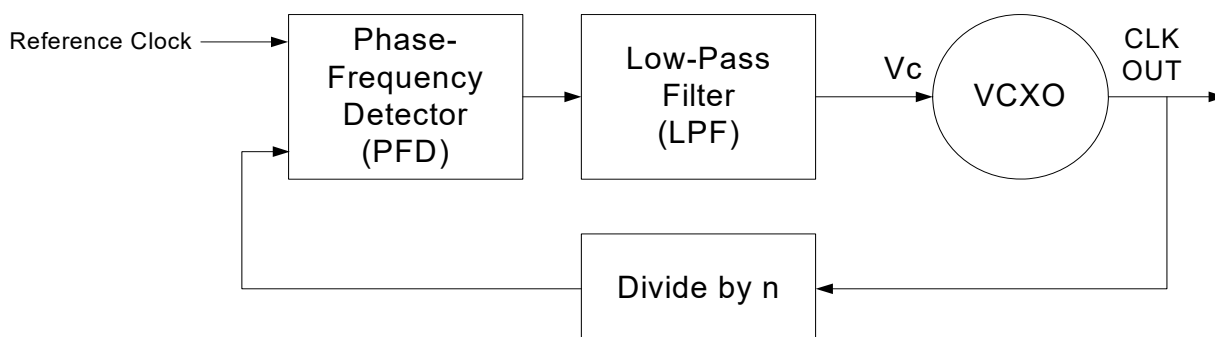 Reference Clock
Phase-
Frequency
Detector
(PFD)
Low-Pass
Filter
(LPF)
Vc
VCXO
CLK
OUT
Divide by n